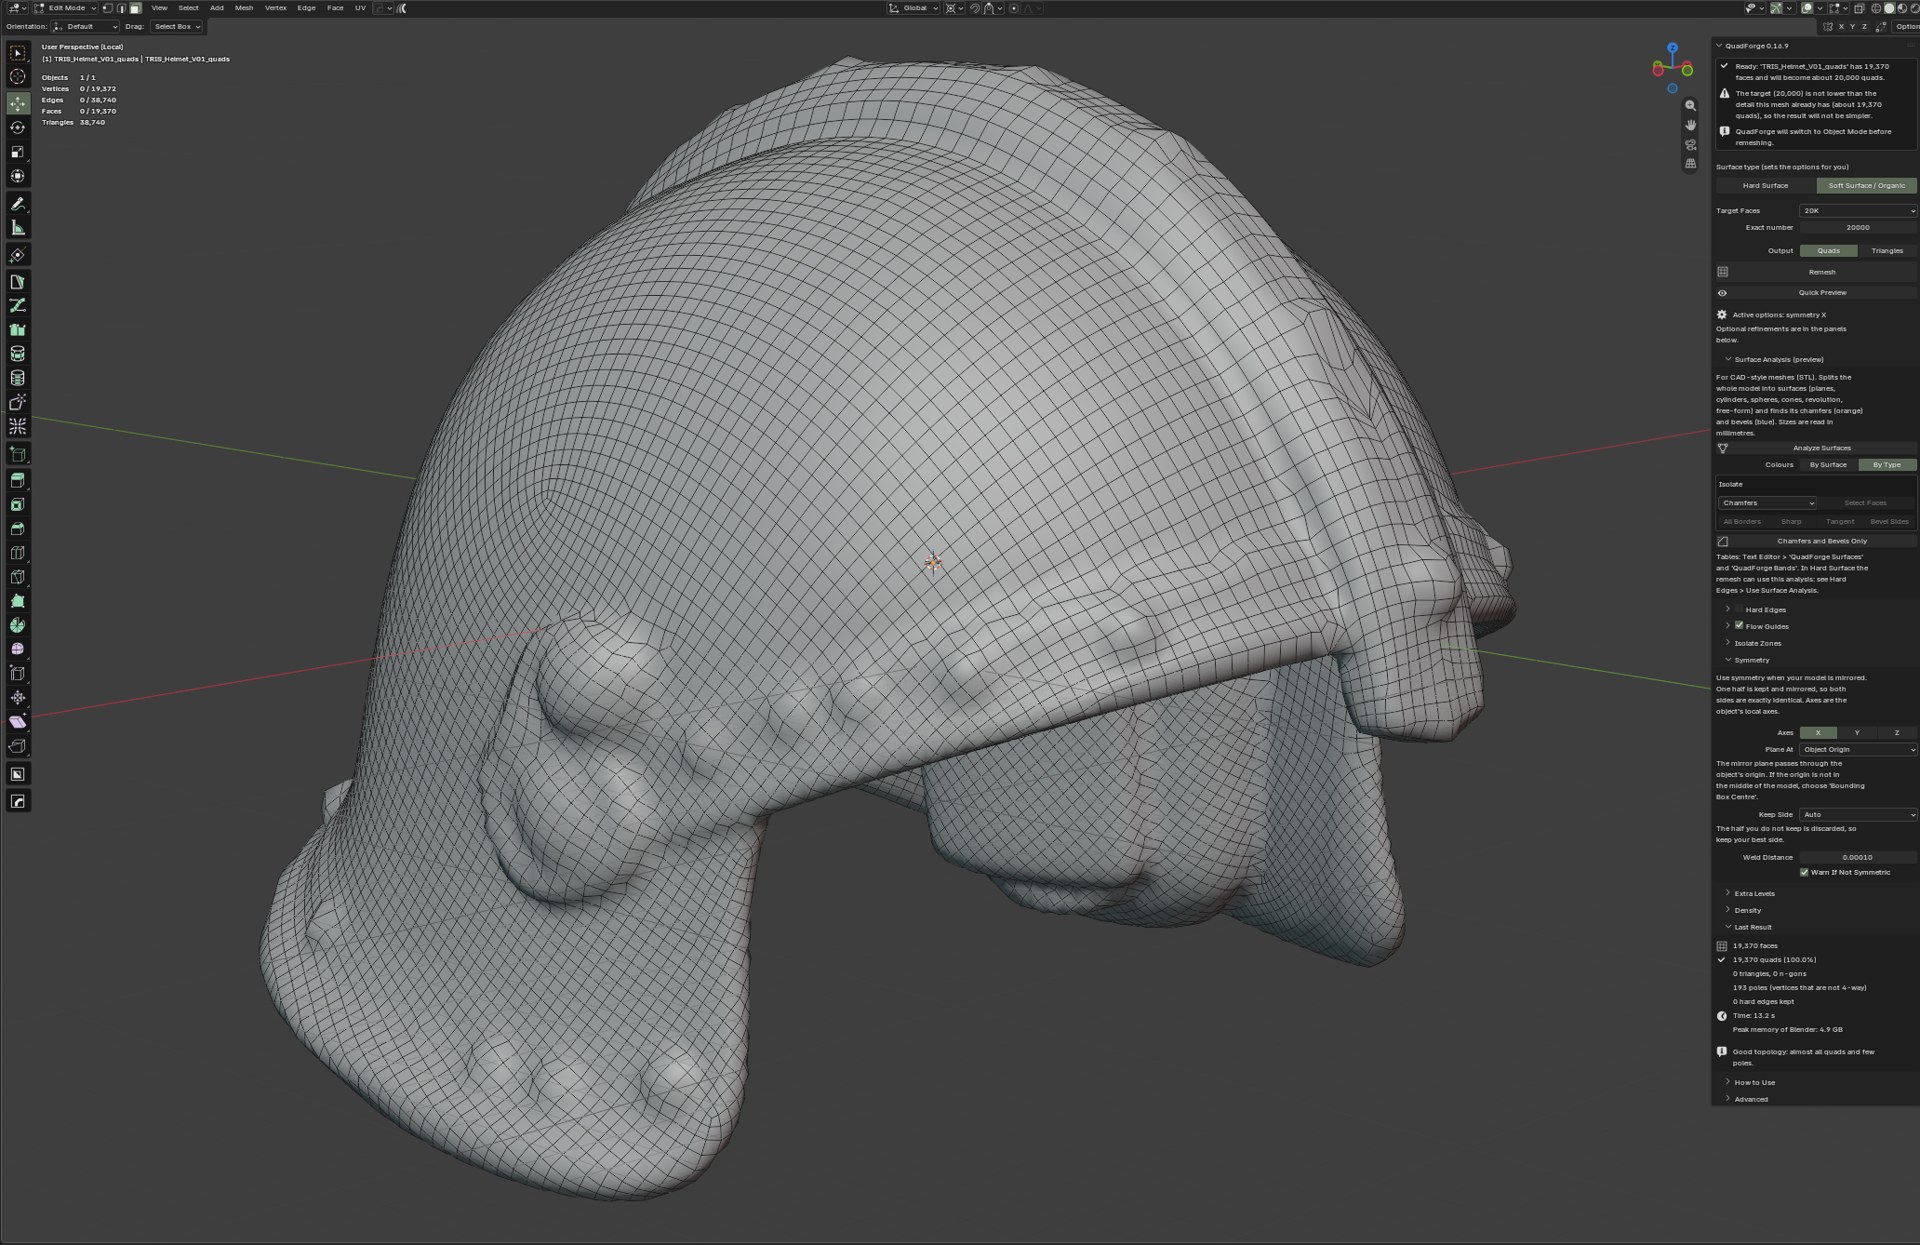 Edit Mode View Select Add Mesh Vertex Edge Face UV Global
Orientation: Default Drag: Select Box X Y Z Option
User Perspective (Local)
(1) TRIS_Helmet_V01_quads | TRIS_Helmet_V01_quads
Objects 1 / 1
Vertices 0 / 19,372
Edges 0 / 38,740
Faces 0 / 19,370
Triangles 38,740
Z
QuadForge 0.16.9
Ready: 'TRIS_Helmet_V01_quads' has 19,370
faces and will become about 20,000 quads.
The target (20,000) is not lower than the
detail this mesh already has (about 19,370
quads), so the result will not be simpler.
QuadForge will switch to Object Mode before
remeshing.
Surface type (sets the options for you)
Hard Surface Soft Surface / Organic
Target Faces 20K
Exact number 20000
Output Quads Triangles
Remesh
Quick Preview
Active options: symmetry X
Optional refinements are in the panels
below.
Surface Analysis (preview)
For CAD-style meshes (STL). Splits the
whole model into surfaces (planes,
cylinders, spheres, cones, revolution,
free-form) and finds its chamfers (orange)
and bevels (blue). Sizes are read in
millimetres.
Analyze Surfaces
Colours By Surface By Type
Isolate
Chamfers Select Faces
All Borders Sharp Tangent Bevel Sides
Chamfers and Bevels Only
Tables: Text Editor > 'QuadForge Surfaces'
and 'QuadForge Bands'. In Hard Surface the
remesh can use this analysis: see Hard
Edges > Use Surface Analysis.
Hard Edges
Flow Guides
Isolate Zones
Symmetry
Use symmetry when your model is mirrored.
One half is kept and mirrored, so both
sides are exactly identical. Axes are the
object's local axes.
Axes X Y Z
Plane At Object Origin
The mirror plane passes through the
object's origin. If the origin is not in
the middle of the model, choose 'Bounding
Box Centre'.
Keep Side Auto
The half you do not keep is discarded, so
keep your best side.
Weld Distance 0.00010
Warn If Not Symmetric
Extra Levels
Density
Last Result
19,370 faces
19,370 quads (100.0%)
0 triangles, 0 n-gons
193 poles (vertices that are not 4-way)
0 hard edges kept
Time: 13.2 s
Peak memory of Blender: 4.9 GB
Good topology: almost all quads and few
poles.
How to Use
Advanced